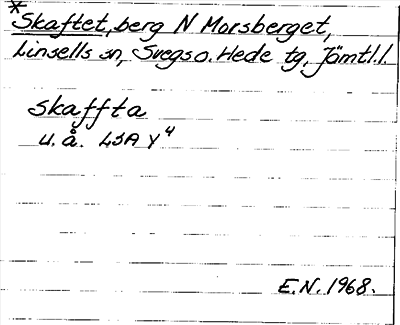 *
Skaftet, berg N Morsberget,
Linsells sn, Svegs o. Hede tg, Jämtl. l.
skaffta
u. å. LSA Y4
E.N. 1968.